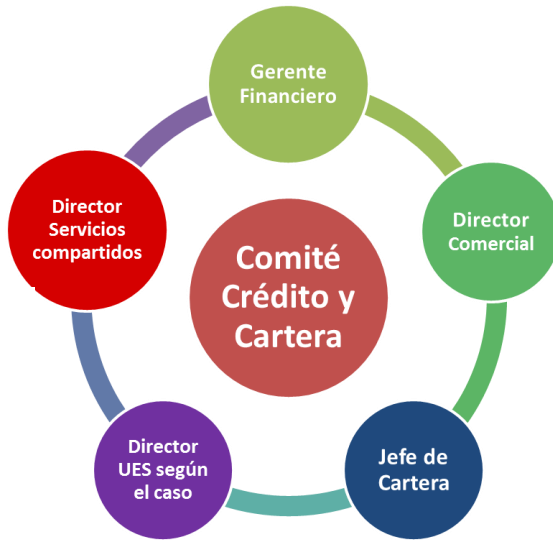 Gerente
Financiero
Director
Comercial
Jefe de
Cartera
Director
UES según
el caso
Director
Servicios
compartidos
Comité
Crédito y
Cartera